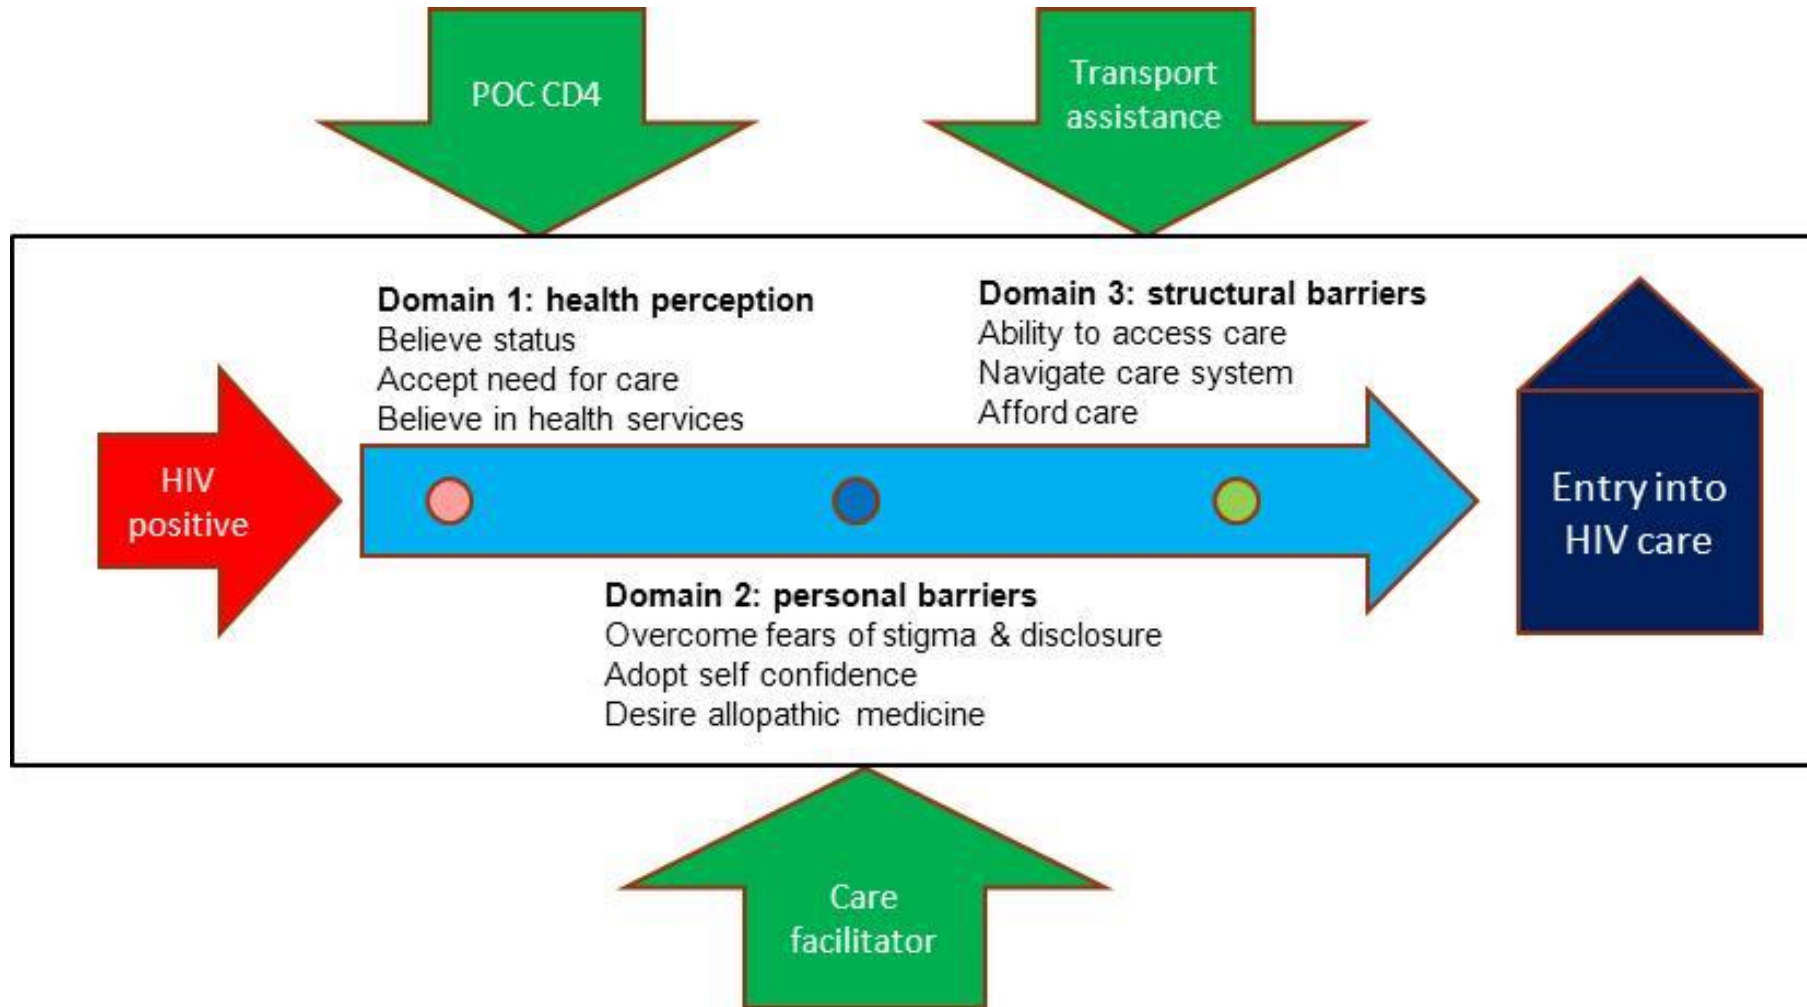 POC CD4
Transport
assistance
Domain 1: health perception
Believe status
Accept need for care
Believe in health services
Domain 3: structural barriers
Ability to access care
Navigate care system
Afford care
HIV
positive
Entry into
HIV care
Domain 2: personal barriers
Overcome fears of stigma & disclosure
Adopt self confidence
Desire allopathic medicine
Care
facilitator